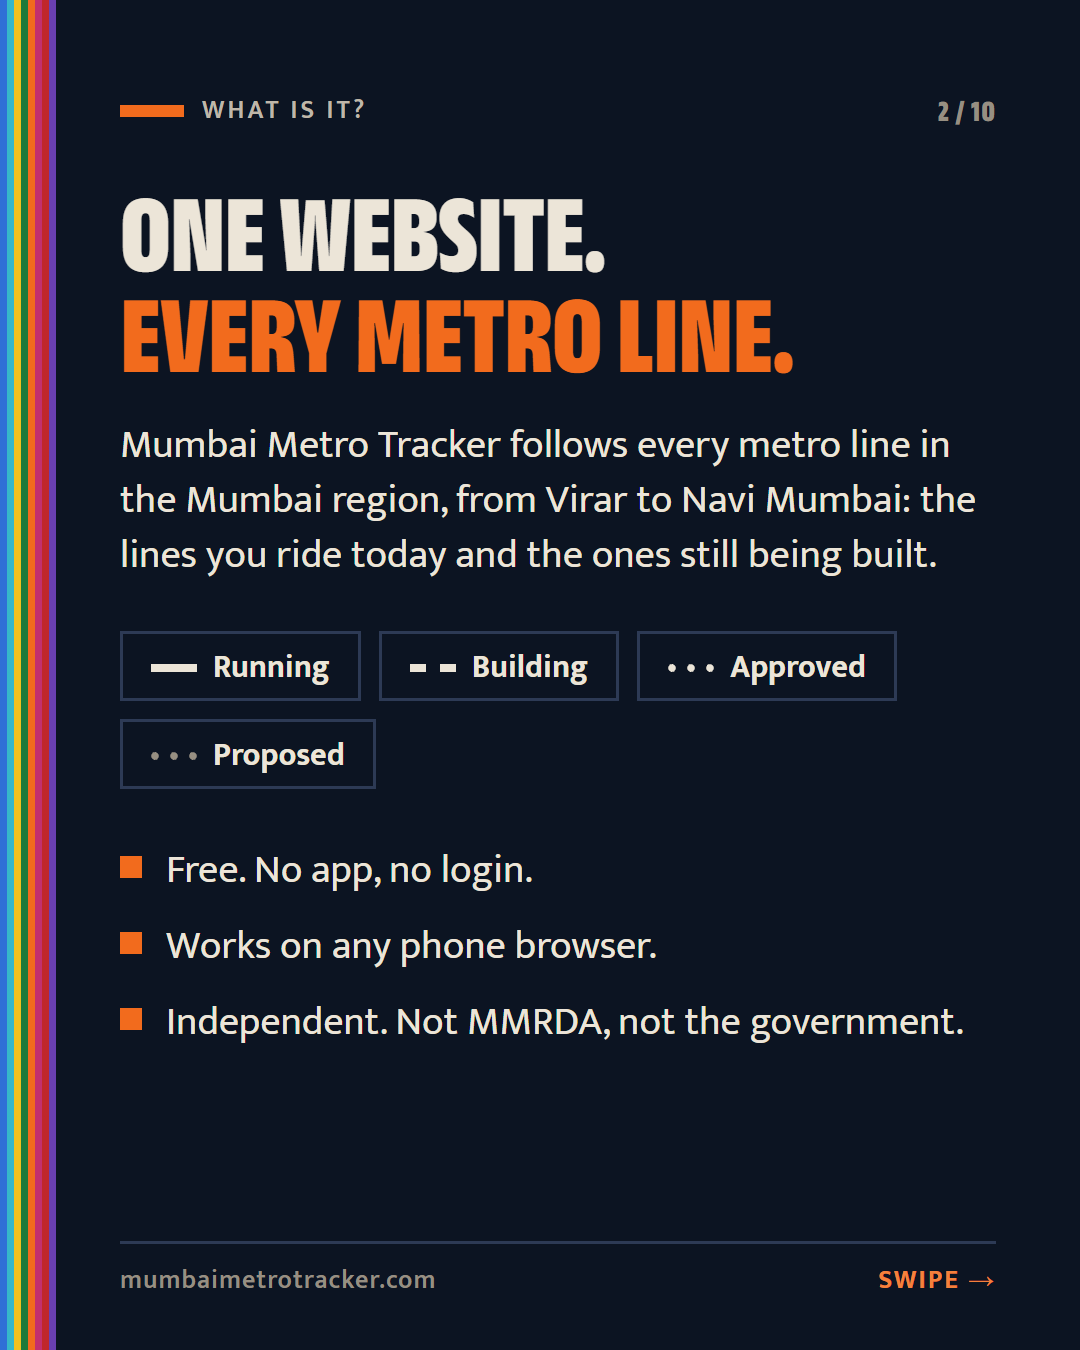 WHAT IS IT?
2 / 10
ONE WEBSITE.
EVERY METRO LINE.
Mumbai Metro Tracker follows every metro line in
the Mumbai region, from Virar to Navi Mumbai: the
lines you ride today and the ones still being built.
Running
Building
Approved
Proposed
Free. No app, no login.
Works on any phone browser.
Independent. Not MMRDA, not the government.
mumbaimetrotracker.com
SWIPE →